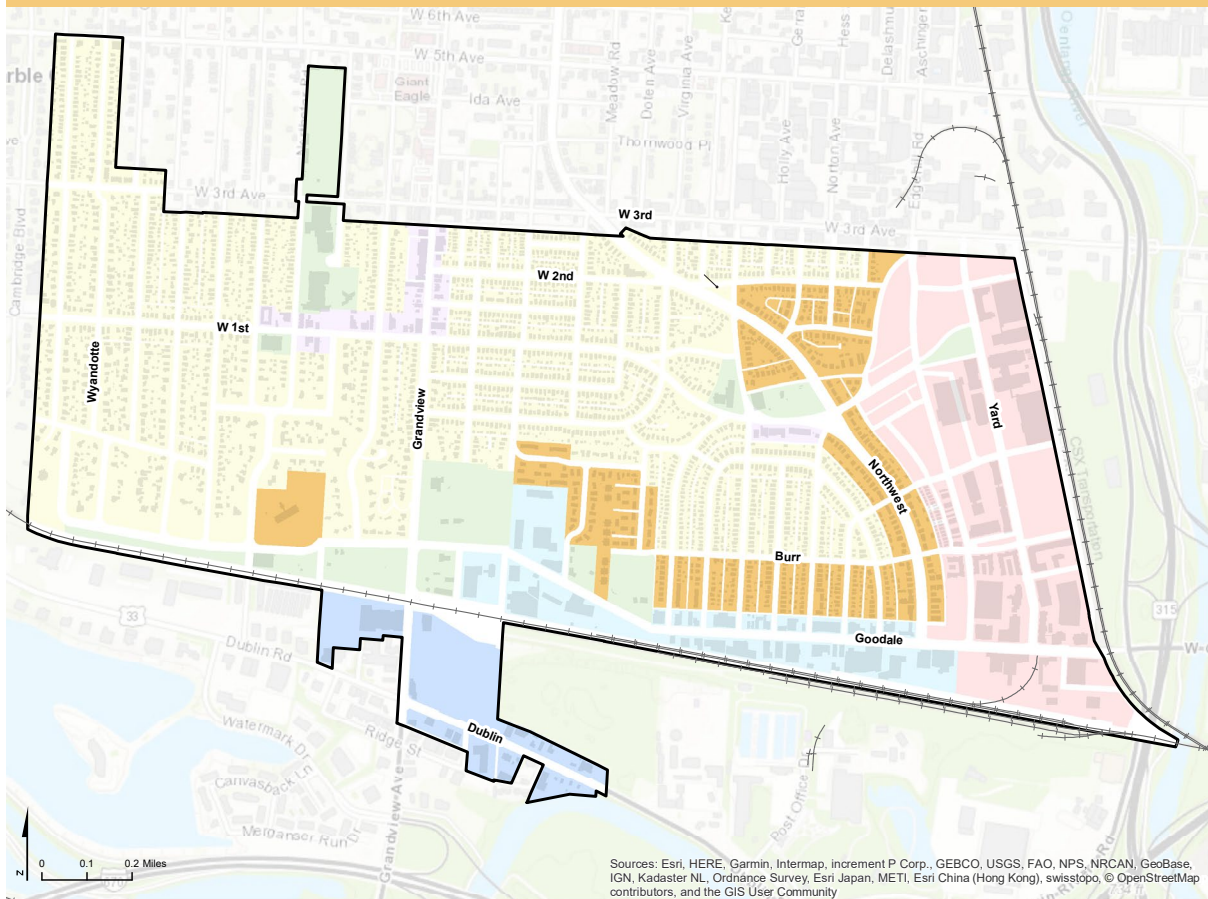 W 6th Ave
W 5th Ave
Giant
Eagle
Ida Ave
Meadow Rd
Doten Ave
Virginia Ave
Thornwood Pl
Holly Ave
Norton Ave
Edgehill Rd
W 3rd Ave
W 3rd
W 3rd Ave
Cambridge Blvd
W 2nd
W 1st
Wyandotte
Grandview
Yard
Northwest
CSX Transportation
Burr
Goodale
315
33
Dublin Rd
Watermark Dr
Ridge St
Dublin
Canvasback Ln
Merganser Run Dr
Grandview Ave
Post Office Dr
670
N
0 0.1 0.2 Miles
Sources: Esri, HERE, Garmin, Intermap, increment P Corp., GEBCO, USGS, FAO, NPS, NRCAN, GeoBase,
IGN, Kadaster NL, Ordnance Survey, Esri Japan, METI, Esri China (Hong Kong), swisstopo, © OpenStreetMap
contributors, and the GIS User Community